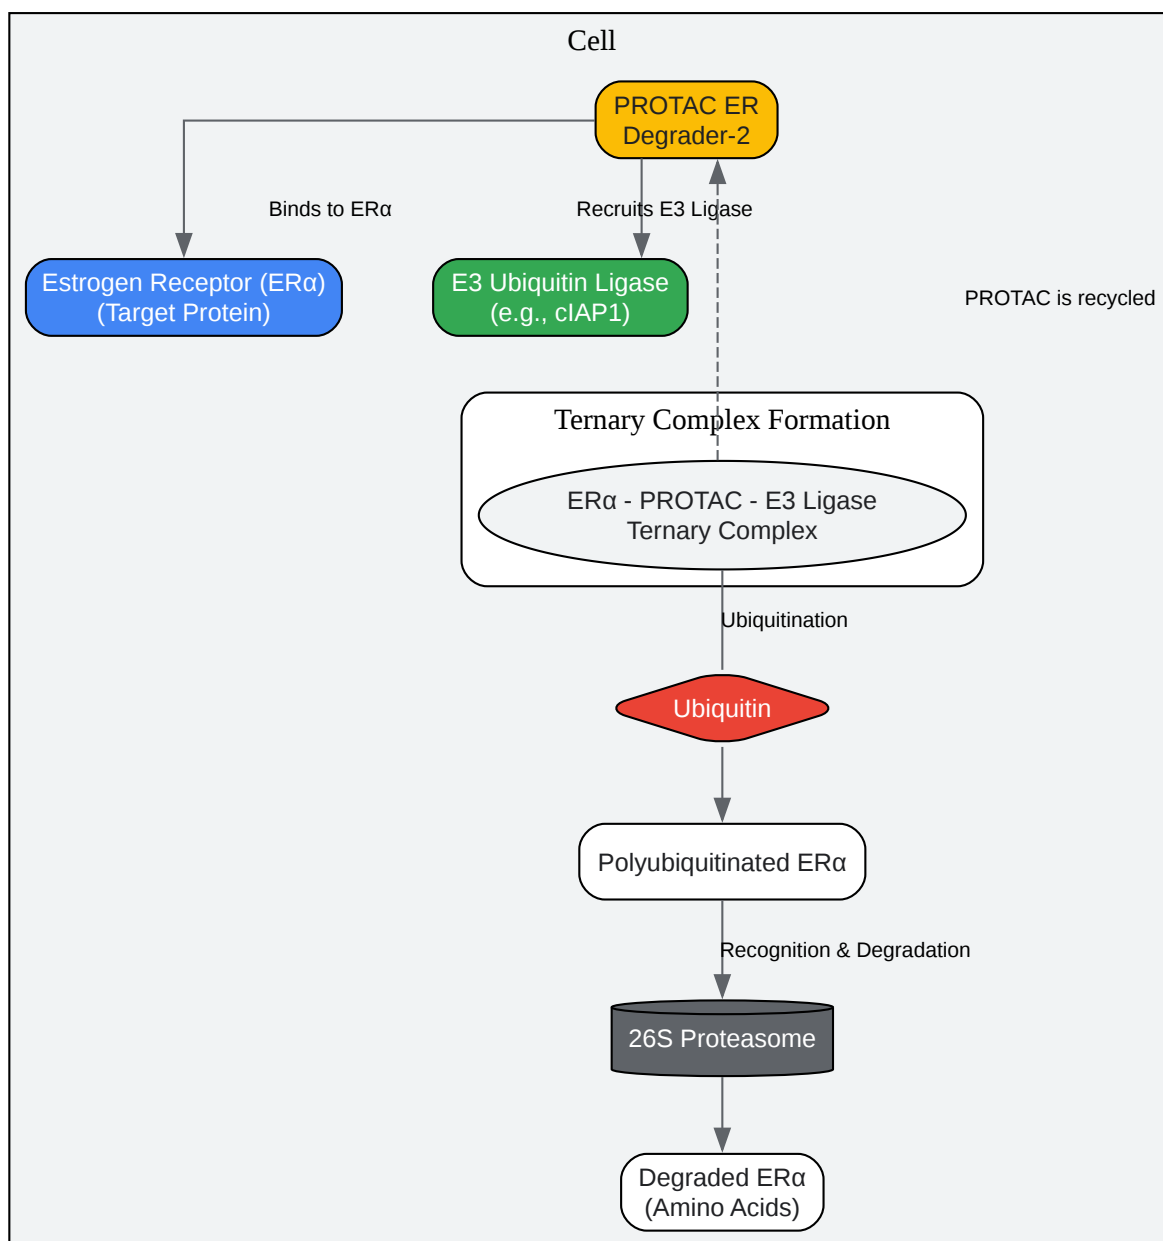 Cell
PROTAC ER
Degrader-2
Binds to ERα
Recruits E3 Ligase
Estrogen Receptor (ERα)
(Target Protein)
E3 Ubiquitin Ligase
(e.g., cIAP1)
PROTAC is recycled
Ternary Complex Formation
ERα - PROTAC - E3 Ligase
Ternary Complex
Ubiquitination
Ubiquitin
Polyubiquitinated ERα
Recognition & Degradation
26S Proteasome
Degraded ERα
(Amino Acids)